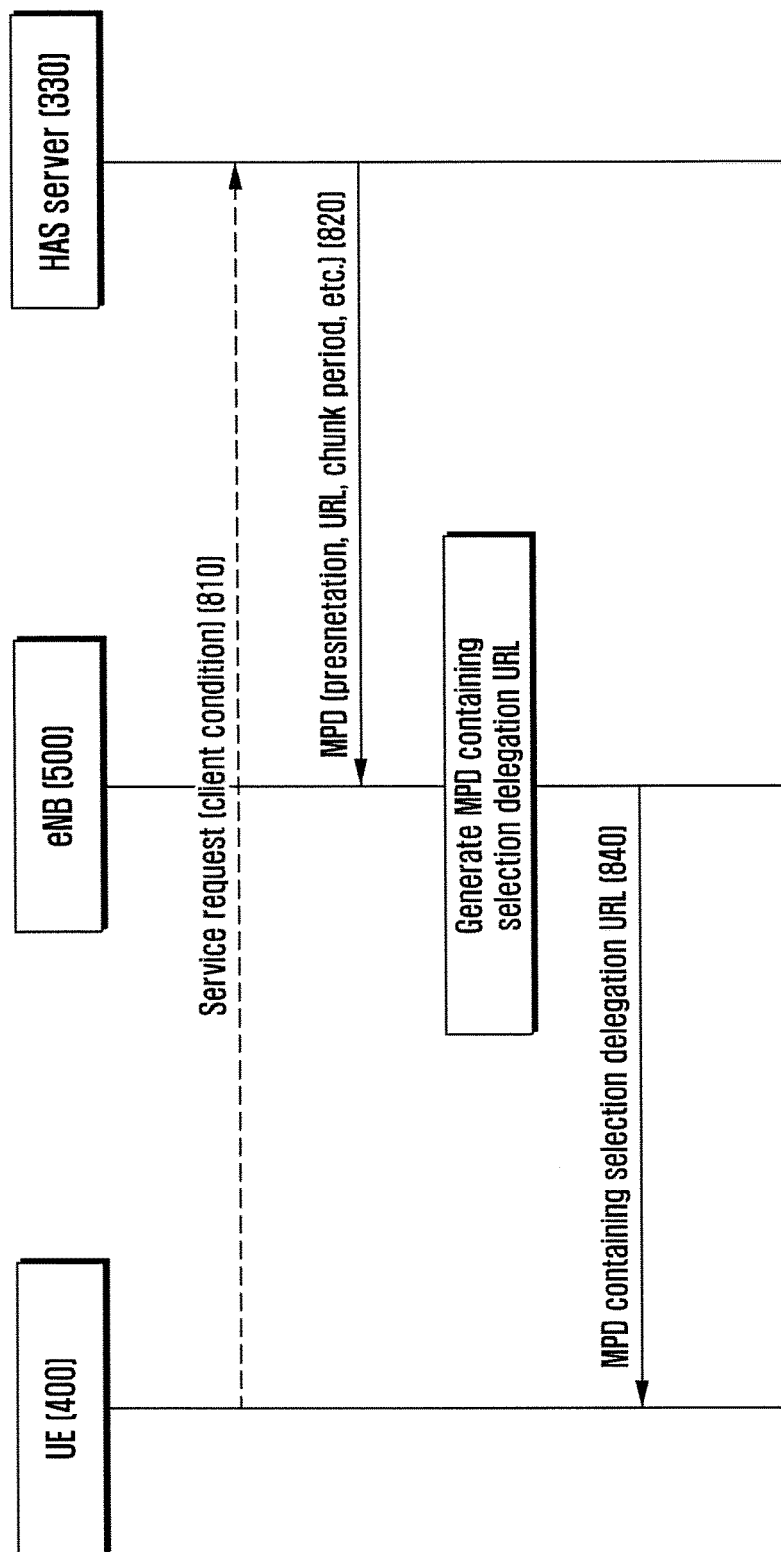 UE (400)
eNB (500)
HAS server (330)
Service request (client condition) (810)
MPD (presnetation, URL, chunk period, etc.) (820)
Generate MPD containing
selection delegation URL
MPD containing selection delegation URL (840)